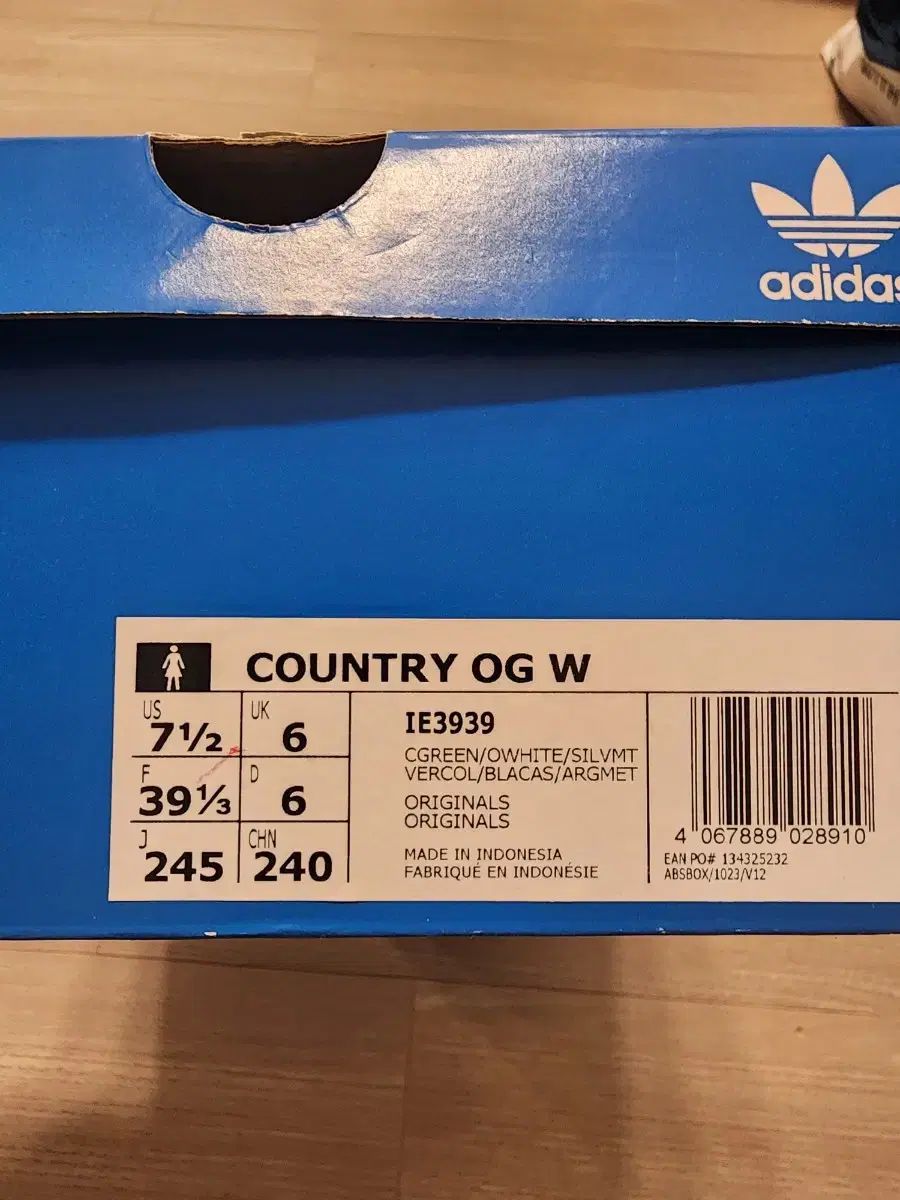 adidas
COUNTRY OG W
US 7½ UK 6
F 39⅓ D 6
J 245 CHN 240
IE3939
CGREEN/OWHITE/SILVMT
VERCOL/BLACAS/ARGMET
ORIGINALS
ORIGINALS
MADE IN INDONESIA
FABRIQUÉ EN INDONÉSIE
4 067889 028910
EAN PO# 134325232
ABSBOX/1023/V12